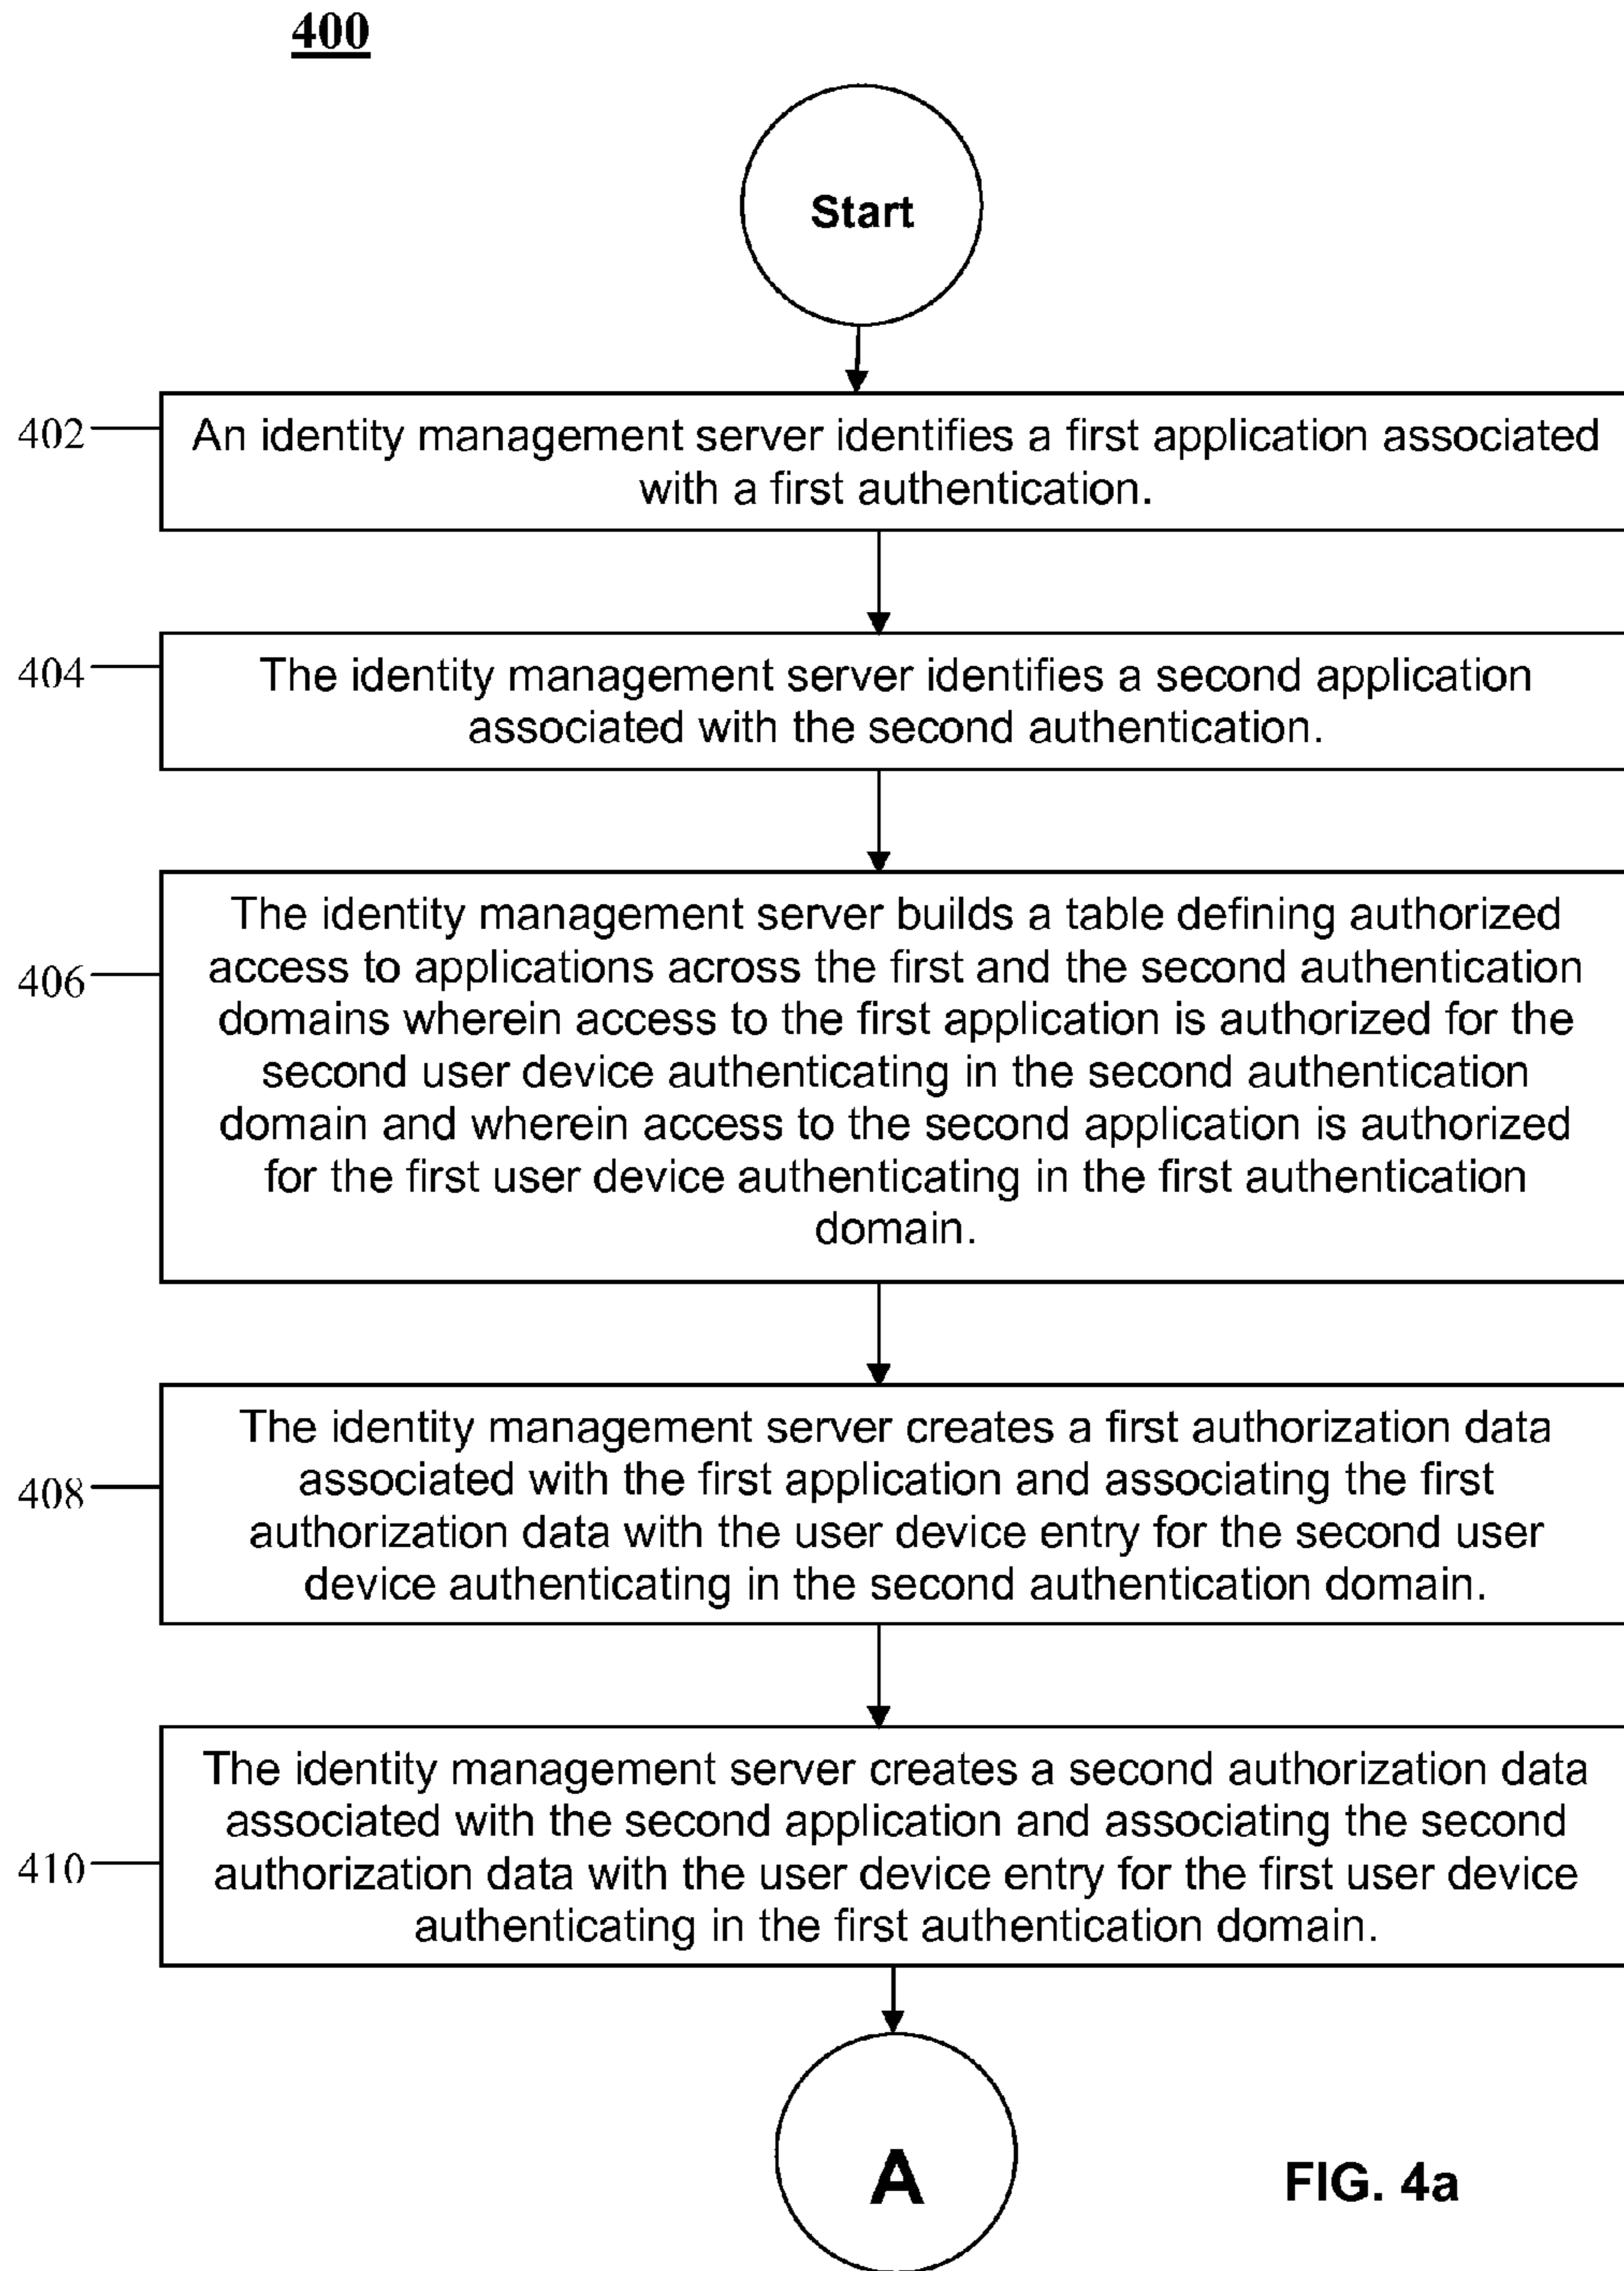 400
Start
402
An identity management server identifies a first application associated
with a first authentication.
404
The identity management server identifies a second application
associated with the second authentication.
406
The identity management server builds a table defining authorized
access to applications across the first and the second authentication
domains wherein access to the first application is authorized for the
second user device authenticating in the second authentication
domain and wherein access to the second application is authorized
for the first user device authenticating in the first authentication
domain.
408
The identity management server creates a first authorization data
associated with the first application and associating the first
authorization data with the user device entry for the second user
device authenticating in the second authentication domain.
410
The identity management server creates a second authorization data
associated with the second application and associating the second
authorization data with the user device entry for the first user device
authenticating in the first authentication domain.
A
FIG. 4a